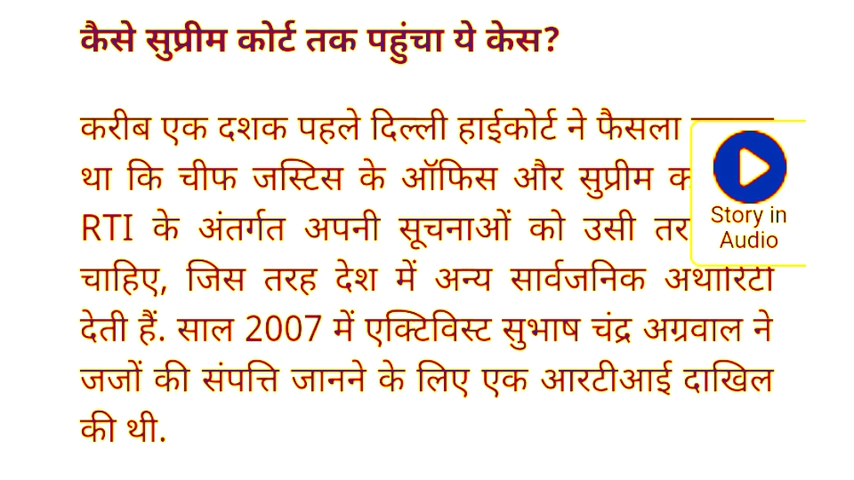 कैसे सुप्रीम कोर्ट तक पहुंचा ये केस?
करीब एक दशक पहले दिल्ली हाईकोर्ट ने फैसला
था कि चीफ जस्टिस के ऑफिस और सुप्रीम
RTI के अंतर्गत अपनी सूचनाओं को उसी
चाहिए, जिस तरह देश में अन्य सार्वजनिक अथॉरिटी
देती हैं. साल 2007 में एक्टिविस्ट सुभाष चंद्र अग्रवाल ने
जजों की संपत्ति जानने के लिए एक आरटीआई दाखिल
की थी.
Story in
Audio